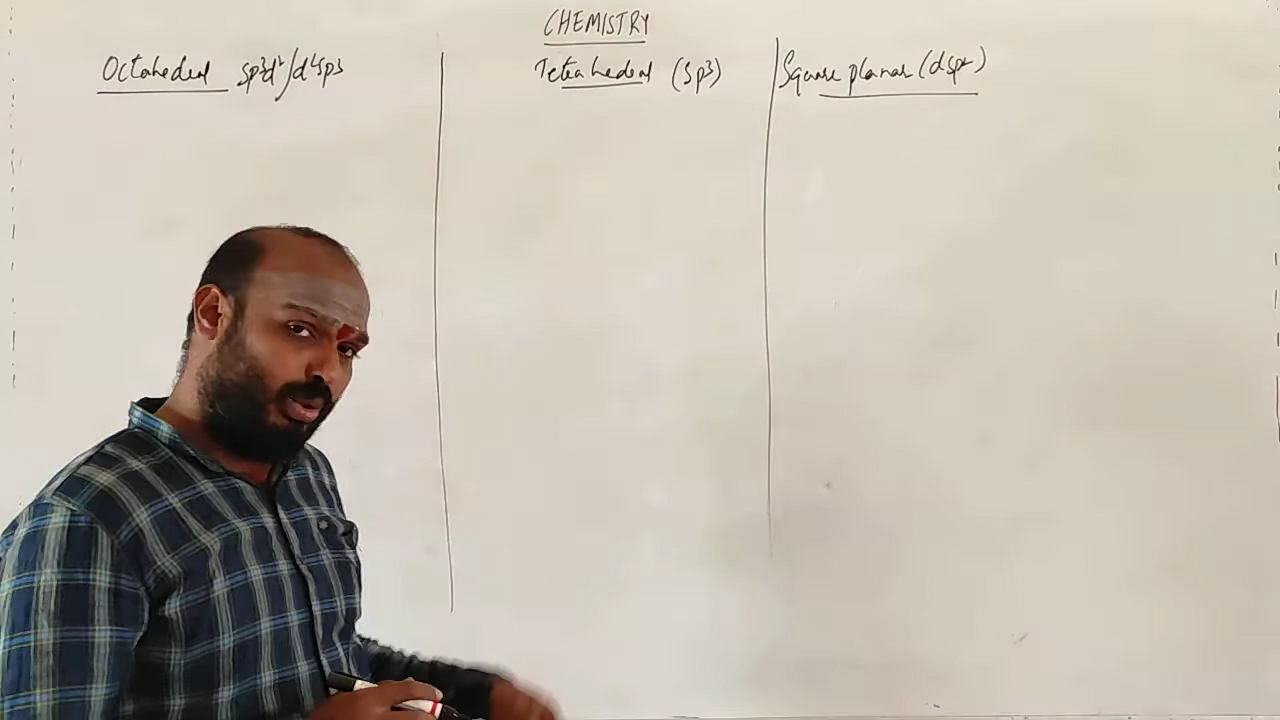 CHEMISTRY
Octahedral sp³d²/d²sp3
Tetrahedral (sp3)
Square planar (dsp2)